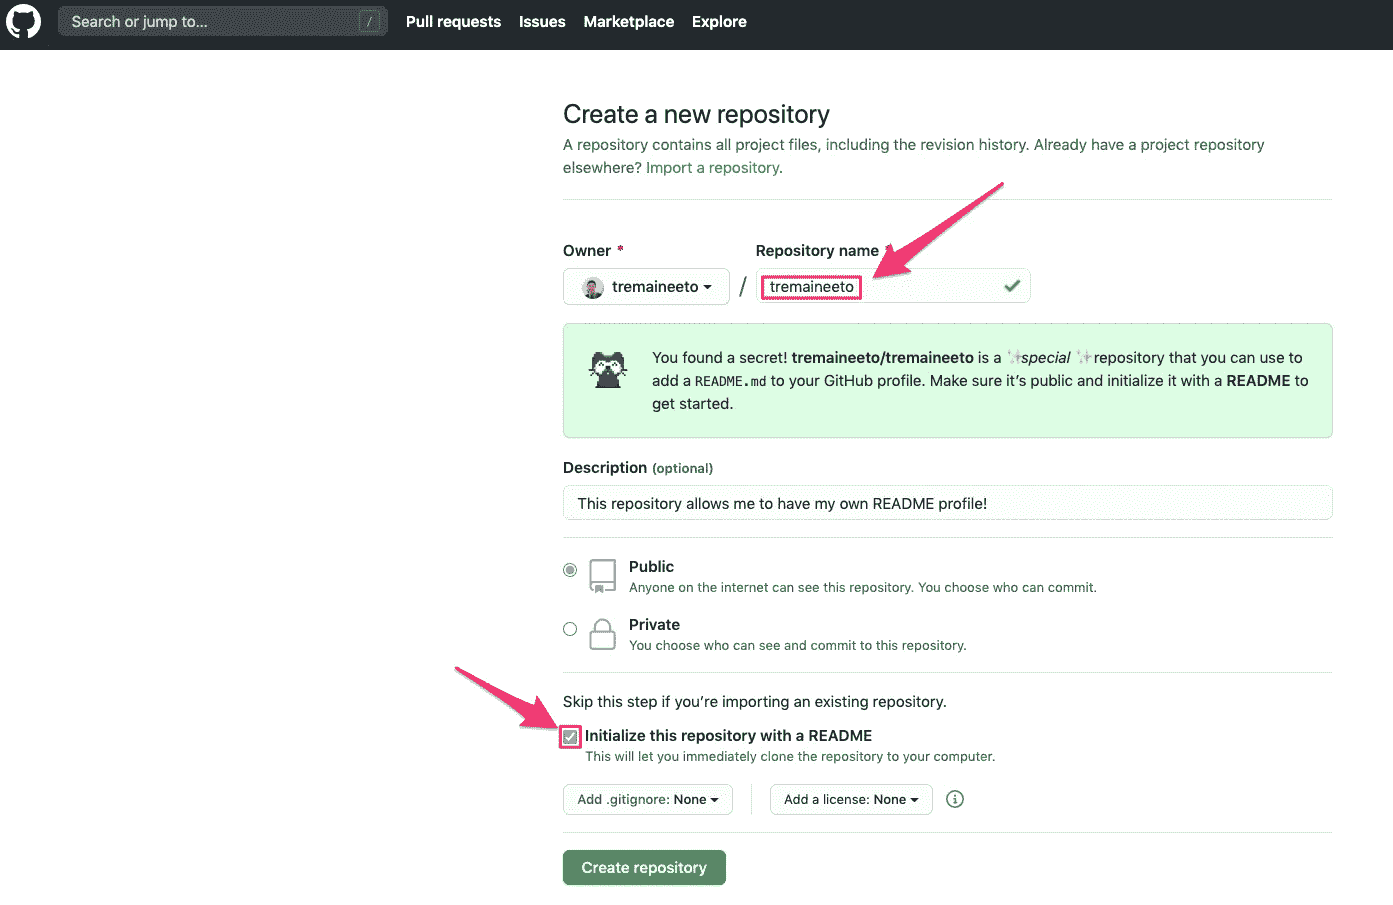 Search or jump to... / Pull requests Issues Marketplace Explore
Create a new repository
A repository contains all project files, including the revision history. Already have a project repository
elsewhere? Import a repository.
Owner * Repository name
tremaineeto / tremaineeto
You found a secret! tremaineeto/tremaineeto is a ✨special ✨ repository that you can use to
add a README.md to your GitHub profile. Make sure it’s public and initialize it with a README to
get started.
Description (optional)
This repository allows me to have my own README profile!
Public
Anyone on the internet can see this repository. You choose who can commit.
Private
You choose who can see and commit to this repository.
Skip this step if you’re importing an existing repository.
Initialize this repository with a README
This will let you immediately clone the repository to your computer.
Add .gitignore: None Add a license: None
Create repository